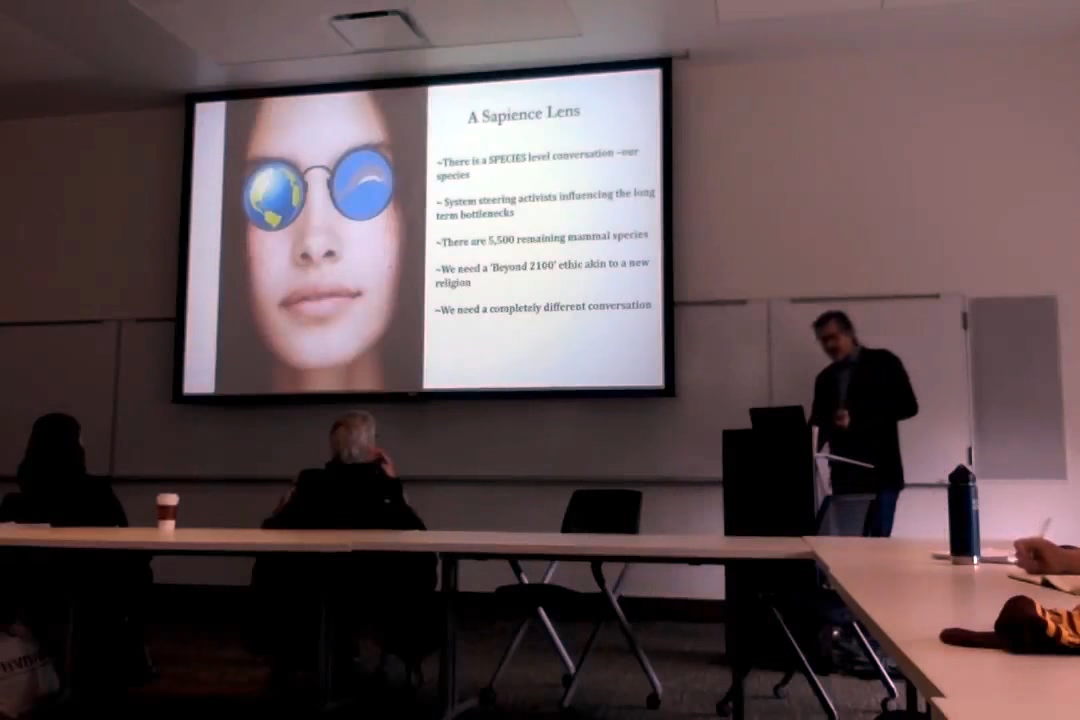 A Sapience Lens
~There is a SPECIES level conversation –our
species
~ System steering activists influencing the long
term bottlenecks
~There are 5,500 remaining mammal species
~We need a 'Beyond 2100' ethic akin to a new
religion
~We need a completely different conversation